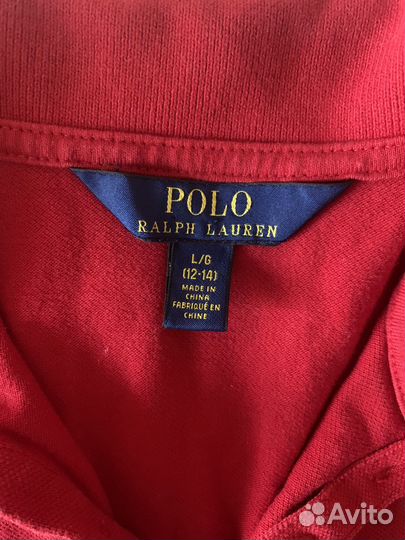 POLO
RALPH LAUREN
L/G
(12-14)
MADE IN
CHINA
FABRIQUÉ EN
CHINE
Avito